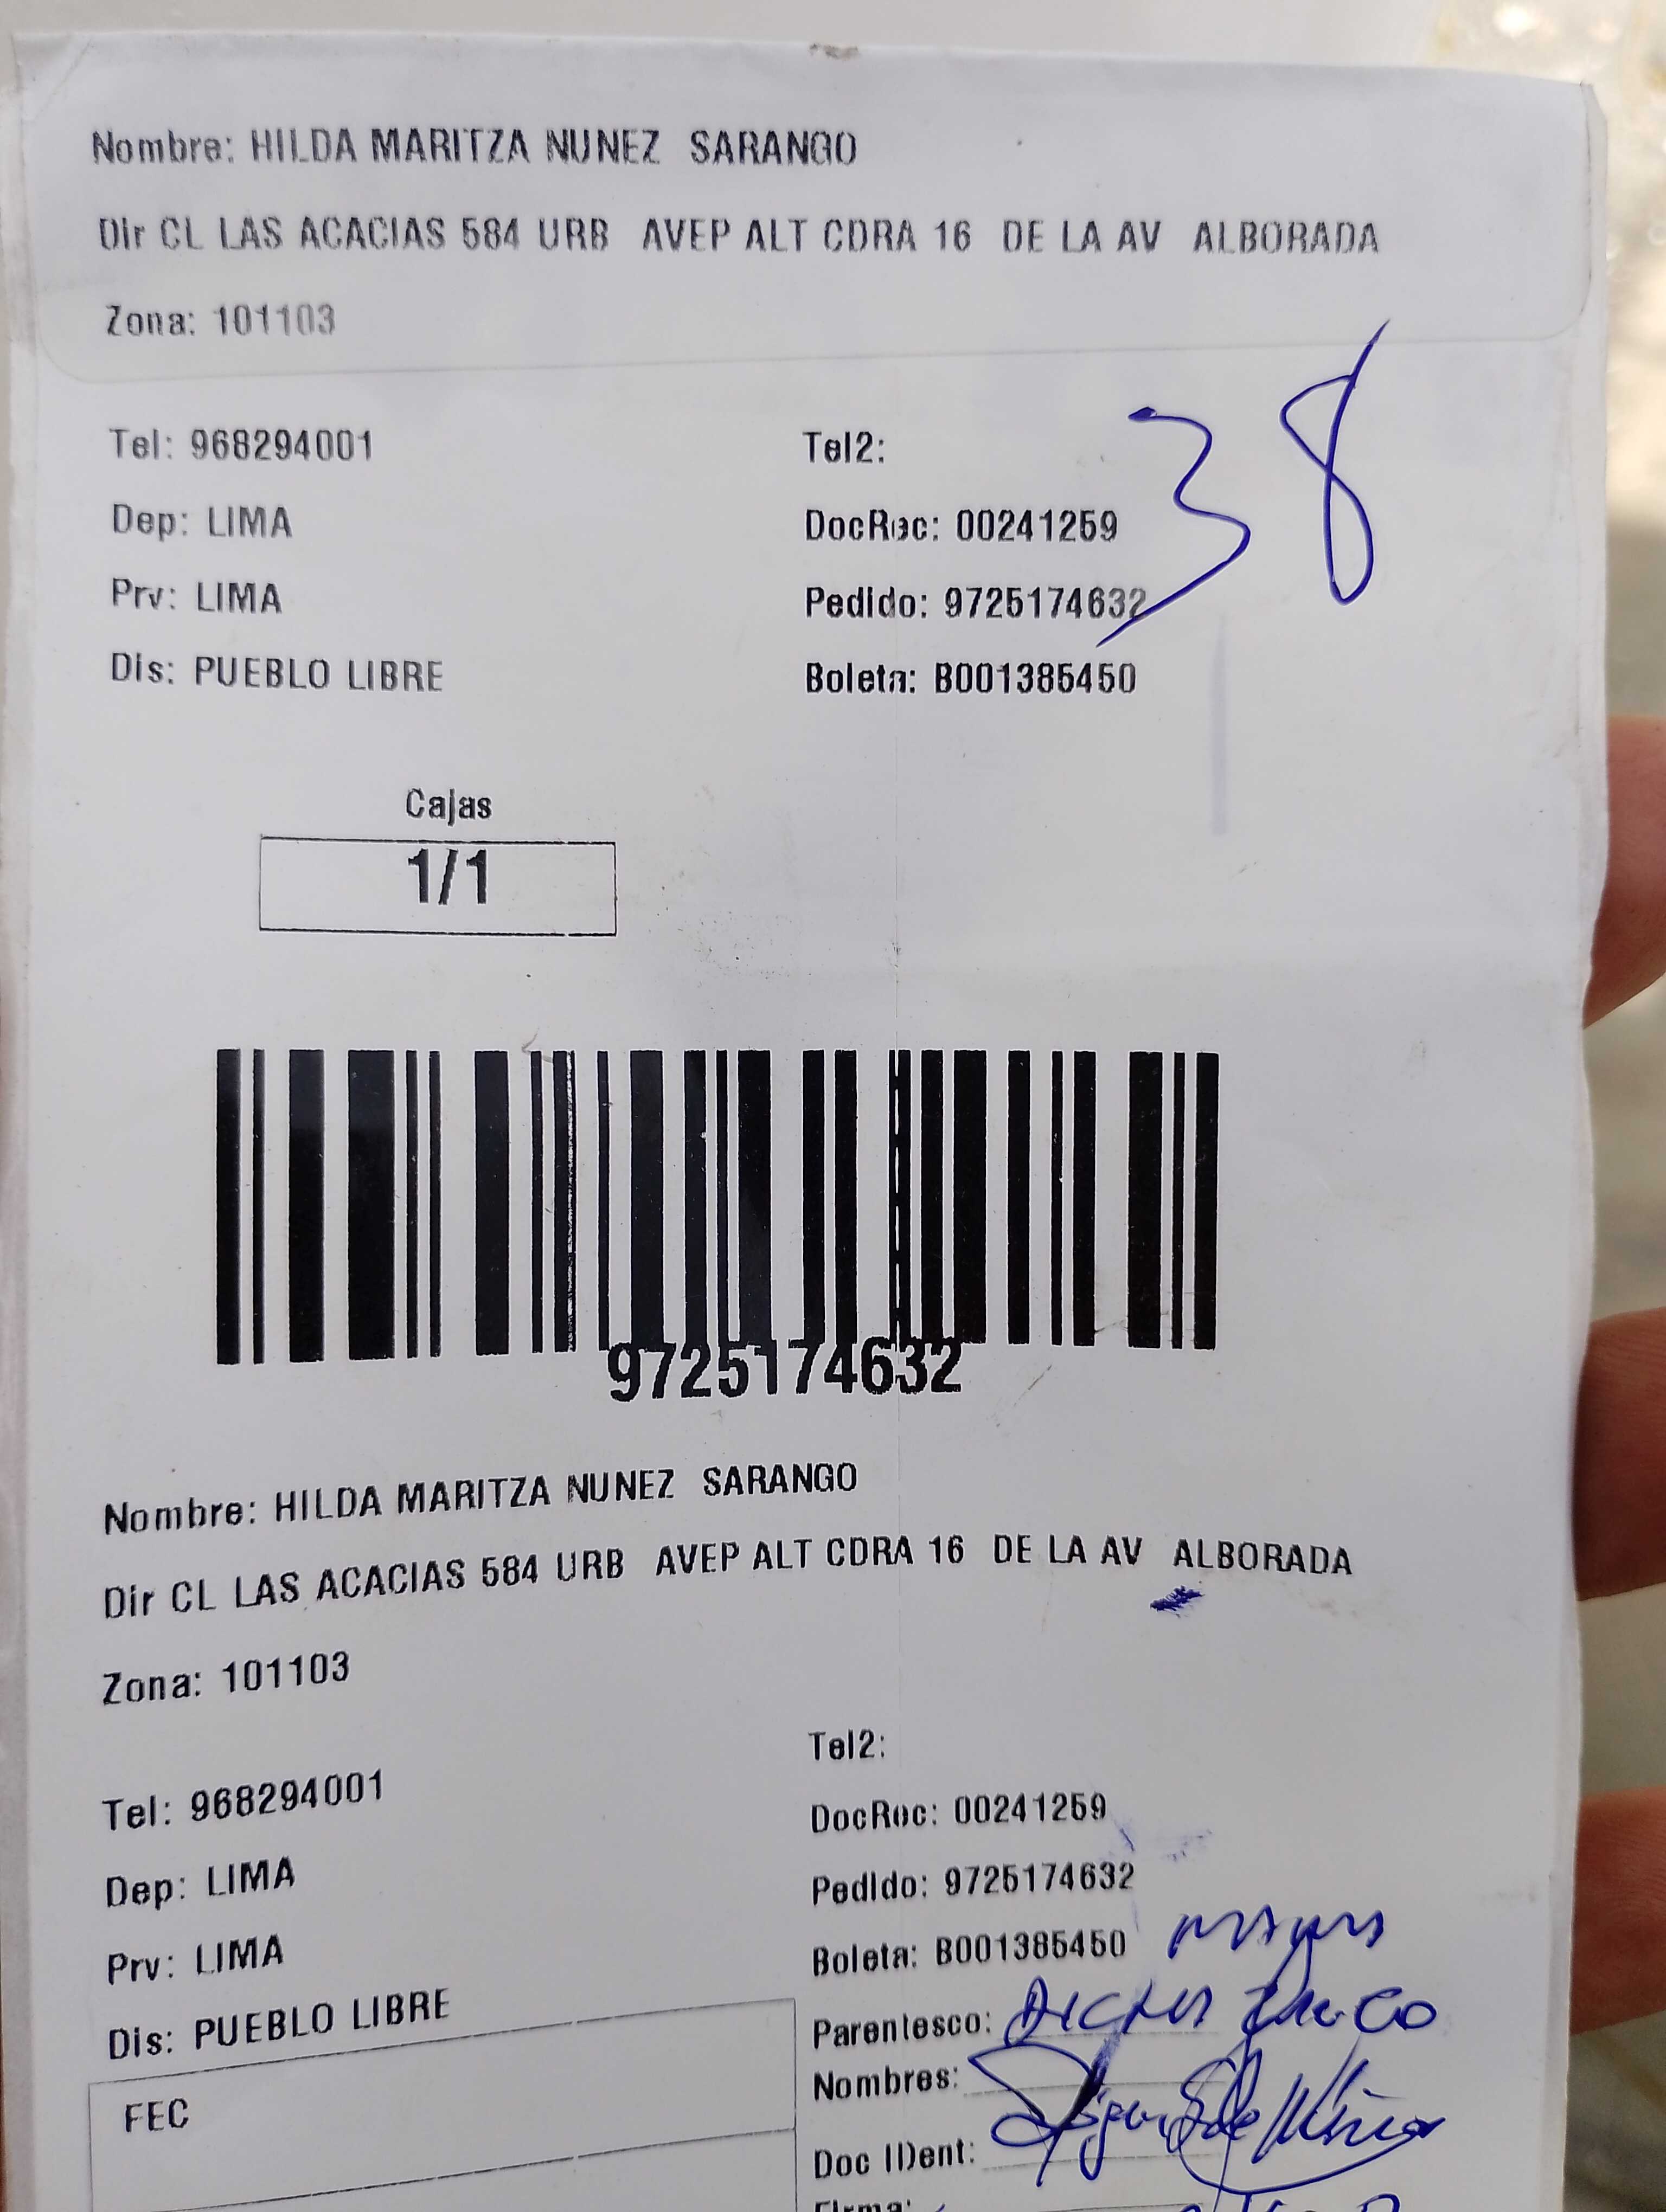 Nombre: HILDA MARITZA NUNEZ SARANGO
Dir CL LAS ACACIAS 584 URB AVEP ALT CDRA 16 DE LA AV ALBORADA
Zona: 101103
38
Tel: 968294001
Tel2:
Dep: LIMA
DocRec: 00241259
Prv: LIMA
Pedido: 9725174632
Dis: PUEBLO LIBRE
Boleta: B001385450
Cajas
1/1
9725174632
Nombre: HILDA MARITZA NUNEZ SARANGO
Dir CL LAS ACACIAS 584 URB AVEP ALT CDRA 16 DE LA AV ALBORADA
Zona: 101103
Tel2:
Tel: 968294001
DocRec: 00241259
Dep: LIMA
Pedido: 9725174632
Prv: LIMA
Boleta: B001385450
Dis: PUEBLO LIBRE
Parentesco:
Nombres:
FEC
Doc IDent:
Firma: